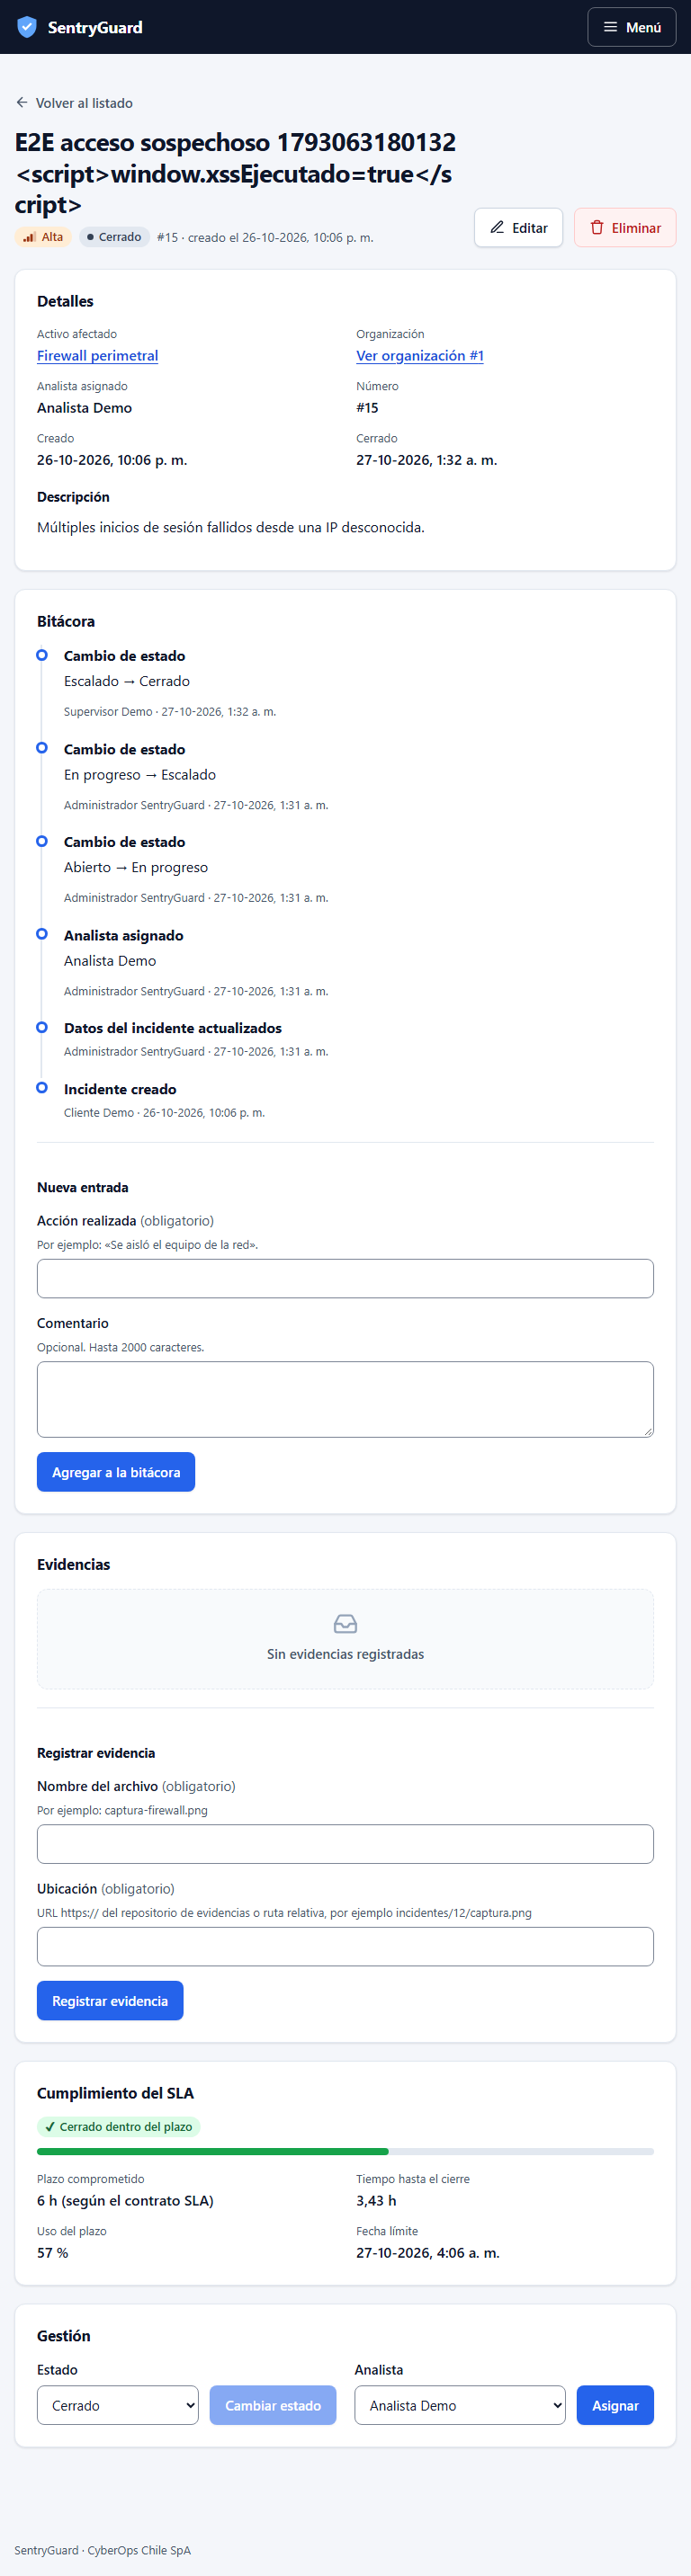 SentryGuard
Menú
Volver al listado
E2E acceso sospechoso 1793063180132
<script>window.xssEjecutado=true</s
cript>
Editar
Eliminar
Alta
Cerrado
#15 · creado el 26-10-2026, 10:06 p. m.
Detalles
Activo afectado
Organización
Firewall perimetral
Ver organización #1
Analista asignado
Número
Analista Demo
#15
Creado
Cerrado
26-10-2026, 10:06 p. m.
27-10-2026, 1:32 a. m.
Descripción
Múltiples inicios de sesión fallidos desde una IP desconocida.
Bitácora
Cambio de estado
Escalado → Cerrado
Supervisor Demo · 27-10-2026, 1:32 a. m.
Cambio de estado
En progreso → Escalado
Administrador SentryGuard · 27-10-2026, 1:31 a. m.
Cambio de estado
Abierto → En progreso
Administrador SentryGuard · 27-10-2026, 1:31 a. m.
Analista asignado
Analista Demo
Administrador SentryGuard · 27-10-2026, 1:31 a. m.
Datos del incidente actualizados
Administrador SentryGuard · 27-10-2026, 1:31 a. m.
Incidente creado
Cliente Demo · 26-10-2026, 10:06 p. m.
Nueva entrada
Acción realizada (obligatorio)
Por ejemplo: «Se aisló el equipo de la red».
Comentario
Opcional. Hasta 2000 caracteres.
Agregar a la bitácora
Evidencias
Sin evidencias registradas
Registrar evidencia
Nombre del archivo (obligatorio)
Por ejemplo: captura-firewall.png
Ubicación (obligatorio)
URL https:// del repositorio de evidencias o ruta relativa, por ejemplo incidentes/12/captura.png
Registrar evidencia
Cumplimiento del SLA
✓ Cerrado dentro del plazo
Plazo comprometido
Tiempo hasta el cierre
6 h (según el contrato SLA)
3,43 h
Uso del plazo
Fecha límite
57 %
27-10-2026, 4:06 a. m.
Gestión
Estado
Analista
Cerrado
Cambiar estado
Analista Demo
Asignar
SentryGuard · CyberOps Chile SpA